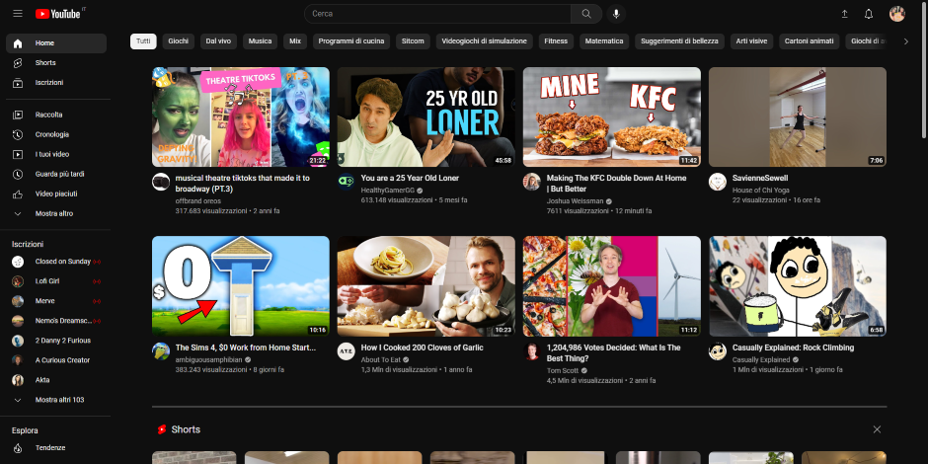 YouTube IT
Cerca
Home
Shorts
Iscrizioni
Raccolta
Cronologia
I tuoi video
Guarda più tardi
Video piaciuti
Mostra altro
Iscrizioni
Closed on Sunday
Lofi Girl
Merve
Nemo's Dreamsc...
2 Danny 2 Furious
A Curious Creator
Akta
Mostra altri 103
Esplora
Tendenze
Tutti Giochi Dal vivo Musica Mix Programmi di cucina Sitcom Videogiochi di simulazione Fitness Matematica Suggerimenti di bellezza Arti visive Cartoni animati Giochi di
THEATRE TIKTOKS PT. 3
DEFYING
GRAVITY
21:22
musical theatre tiktoks that made it to
broadway (PT.3)
offbrand oreos
317.683 visualizzazioni • 2 anni fa
25 YR OLD
LONER
45:58
You are a 25 Year Old Loner
HealthyGamerGG
613.148 visualizzazioni • 5 mesi fa
MINE
KFC
11:42
Making The KFC Double Down At Home
| But Better
Joshua Weissman
7611 visualizzazioni • 12 minuti fa
7:06
SavienneSewell
House of Chi Yoga
22 visualizzazioni • 16 ore fa
$0
10:16
The Sims 4, $0 Work from Home Start...
ambiguousamphibian
383.243 visualizzazioni • 8 giorni fa
10:23
How I Cooked 200 Cloves of Garlic
About To Eat
1,3 Mln di visualizzazioni • 1 anno fa
11:12
1,204,986 Votes Decided: What Is The
Best Thing?
Tom Scott
4,5 Mln di visualizzazioni • 2 anni fa
6:58
Casually Explained: Rock Climbing
Casually Explained
1 Mln di visualizzazioni • 1 giorno fa
Shorts